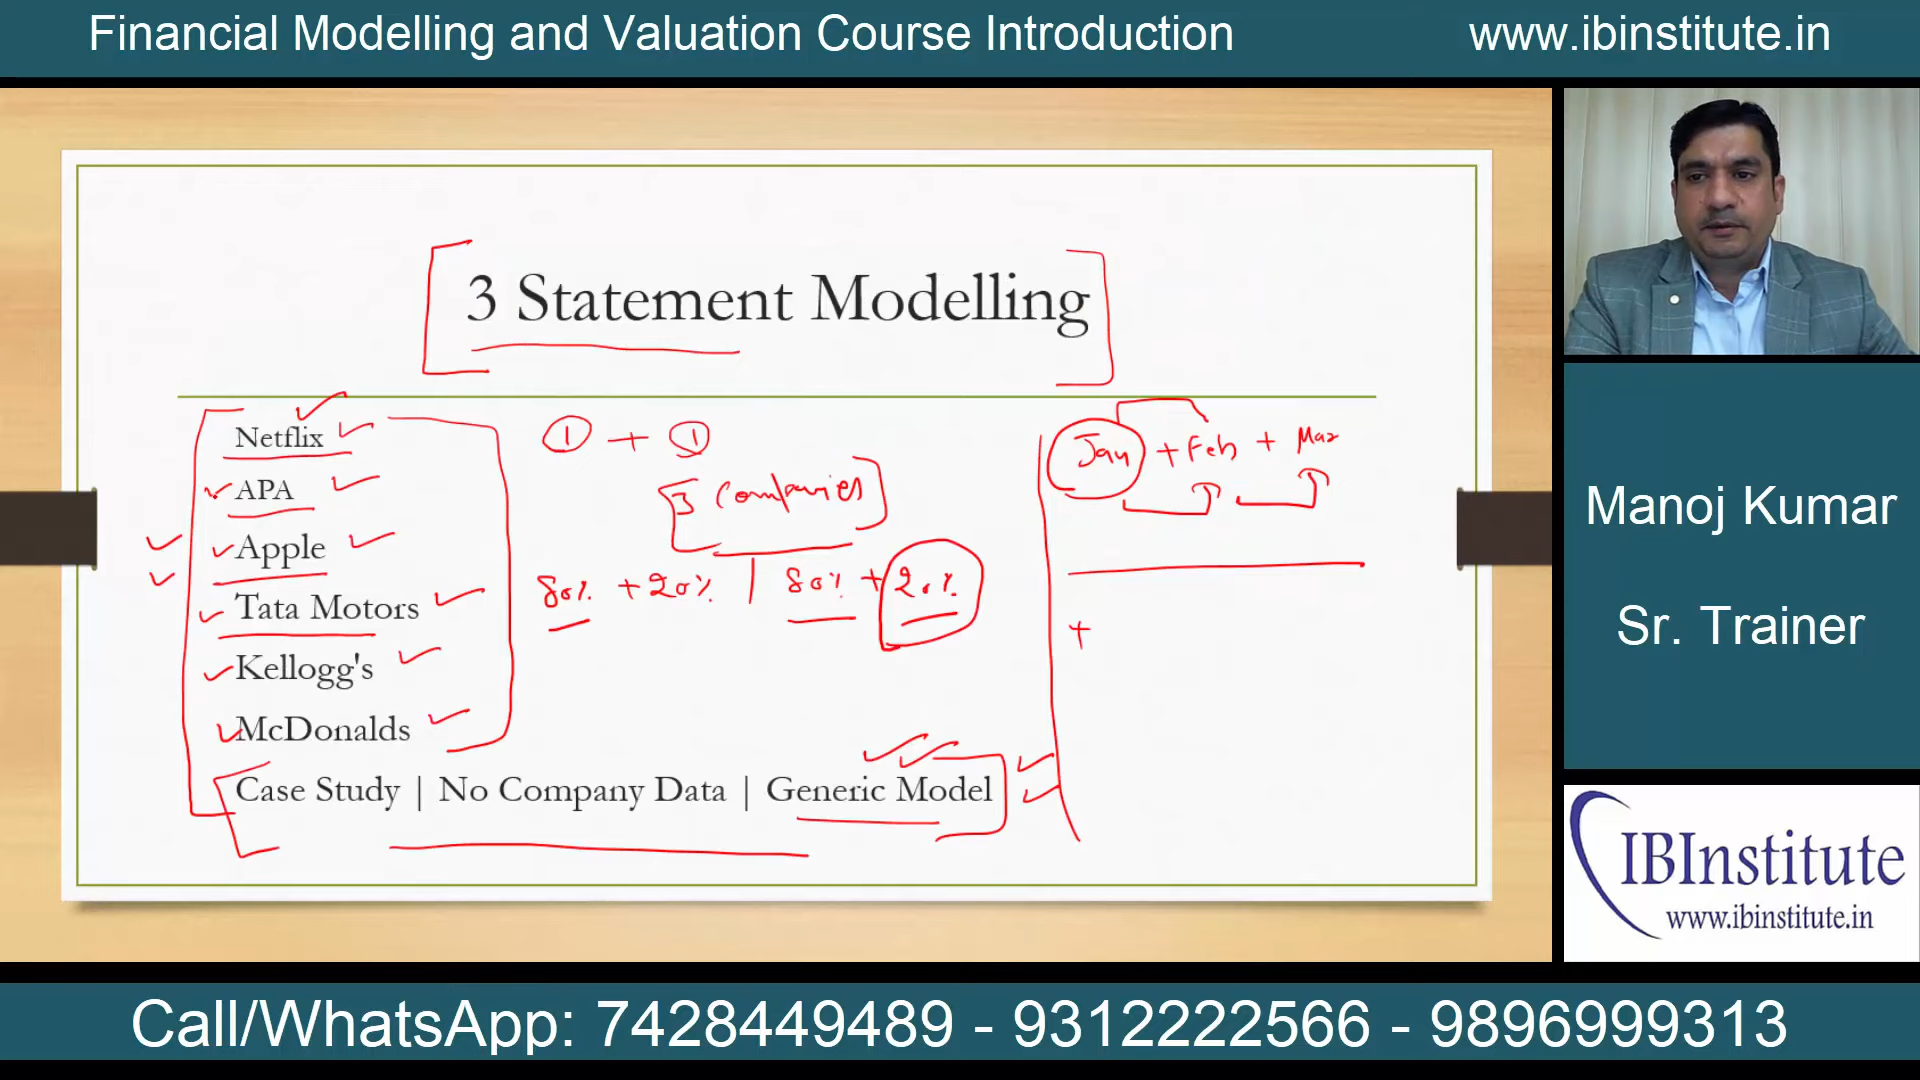 Financial Modelling and Valuation Course Introduction
www.ibinstitute.in
3 Statement Modelling
Netflix
APA
Apple
Tata Motors
Kellogg's
McDonalds
Case Study | No Company Data | Generic Model
1 + 1
3 Companies
80% + 20% | 80% + 20%
Jan + Feb + Mar
+
Manoj Kumar
Sr. Trainer
IBInstitute
www.ibinstitute.in
Call/WhatsApp: 7428449489 - 9312222566 - 9896999313